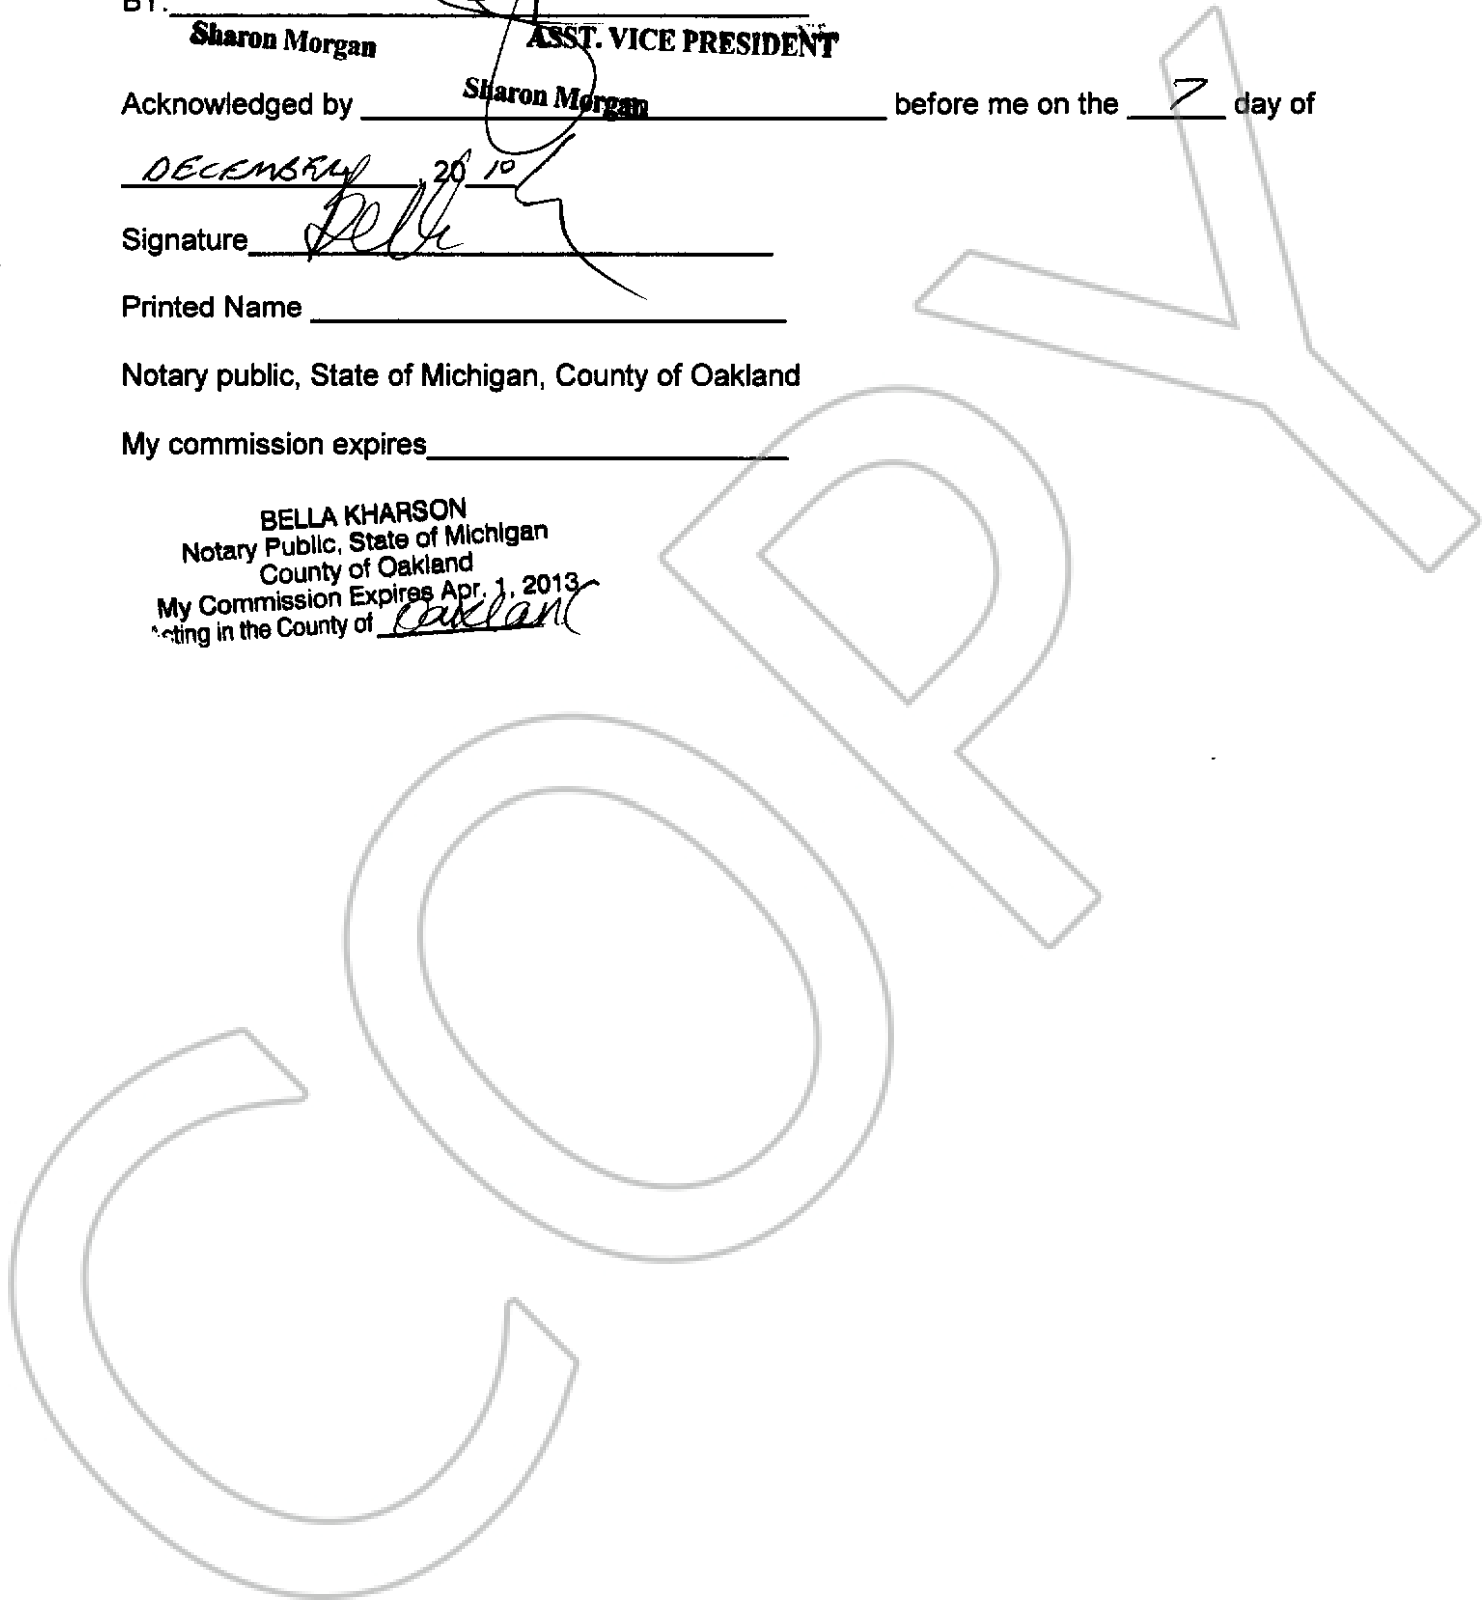 BY:
Sharon Morgan ASST. VICE PRESIDENT
Acknowledged by Sharon Morgan before me on the 7 day of
DECEMBER, 20 10
Signature
Printed Name
Notary public, State of Michigan, County of Oakland
My commission expires
BELLA KHARSON
Notary Public, State of Michigan
County of Oakland
My Commission Expires Apr. 1, 2013
Acting in the County of Oakland
COPY